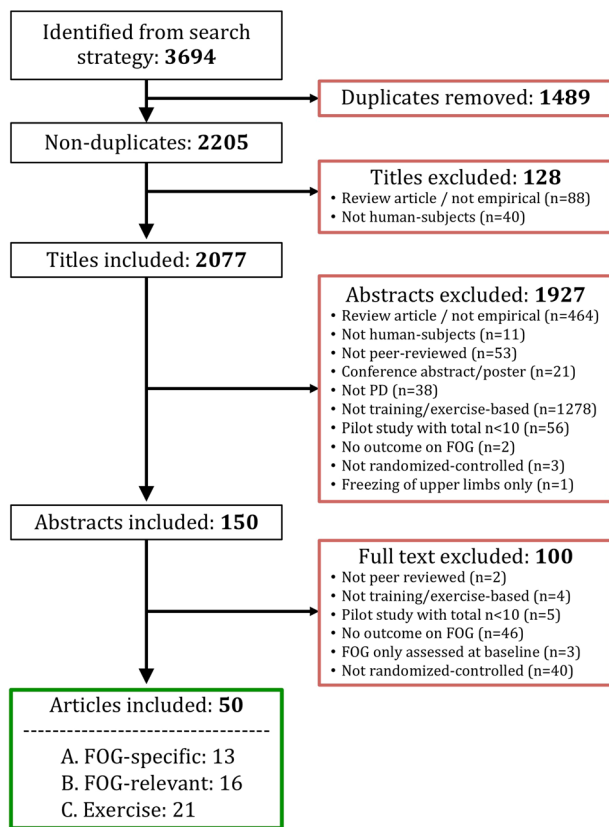 Identified from search
strategy: 3694
Duplicates removed: 1489
Non-duplicates: 2205
Titles excluded: 128
• Review article / not empirical (n=88)
• Not human-subjects (n=40)
Titles included: 2077
Abstracts excluded: 1927
• Review article / not empirical (n=464)
• Not human-subjects (n=11)
• Not peer-reviewed (n=53)
• Conference abstract/poster (n=21)
• Not PD (n=38)
• Not training/exercise-based (n=1278)
• Pilot study with total n<10 (n=56)
• No outcome on FOG (n=2)
• Not randomized-controlled (n=3)
• Freezing of upper limbs only (n=1)
Abstracts included: 150
Full text excluded: 100
• Not peer reviewed (n=2)
• Not training/exercise-based (n=4)
• Pilot study with total n<10 (n=5)
• No outcome on FOG (n=46)
• FOG only assessed at baseline (n=3)
• Not randomized-controlled (n=40)
Articles included: 50
-------------------------
A. FOG-specific: 13
B. FOG-relevant: 16
C. Exercise: 21